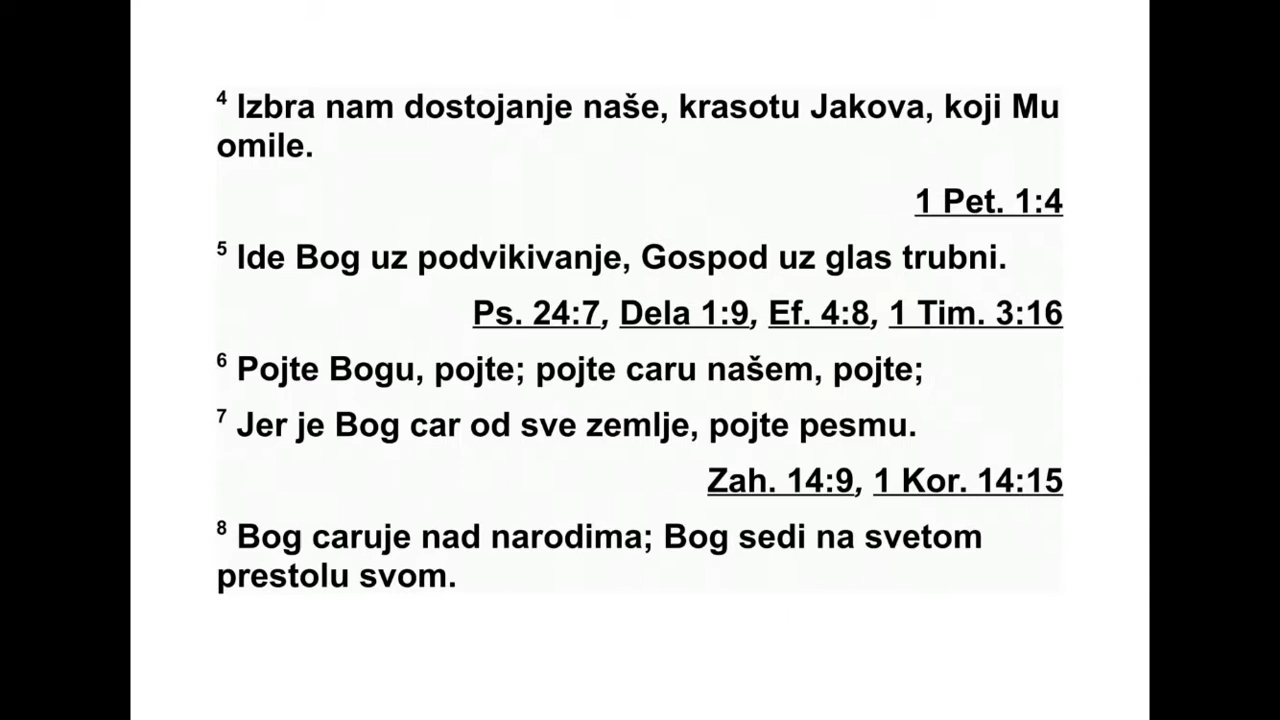 4 Izbra nam dostojanje naše, krasotu Jakova, koji Mu
omile.
1 Pet. 1:4
5 Ide Bog uz podvikivanje, Gospod uz glas trubni.
Ps. 24:7, Dela 1:9, Ef. 4:8, 1 Tim. 3:16
6 Pojte Bogu, pojte; pojte caru našem, pojte;
7 Jer je Bog car od sve zemlje, pojte pesmu.
Zah. 14:9, 1 Kor. 14:15
8 Bog caruje nad narodima; Bog sedi na svetom
prestolu svom.